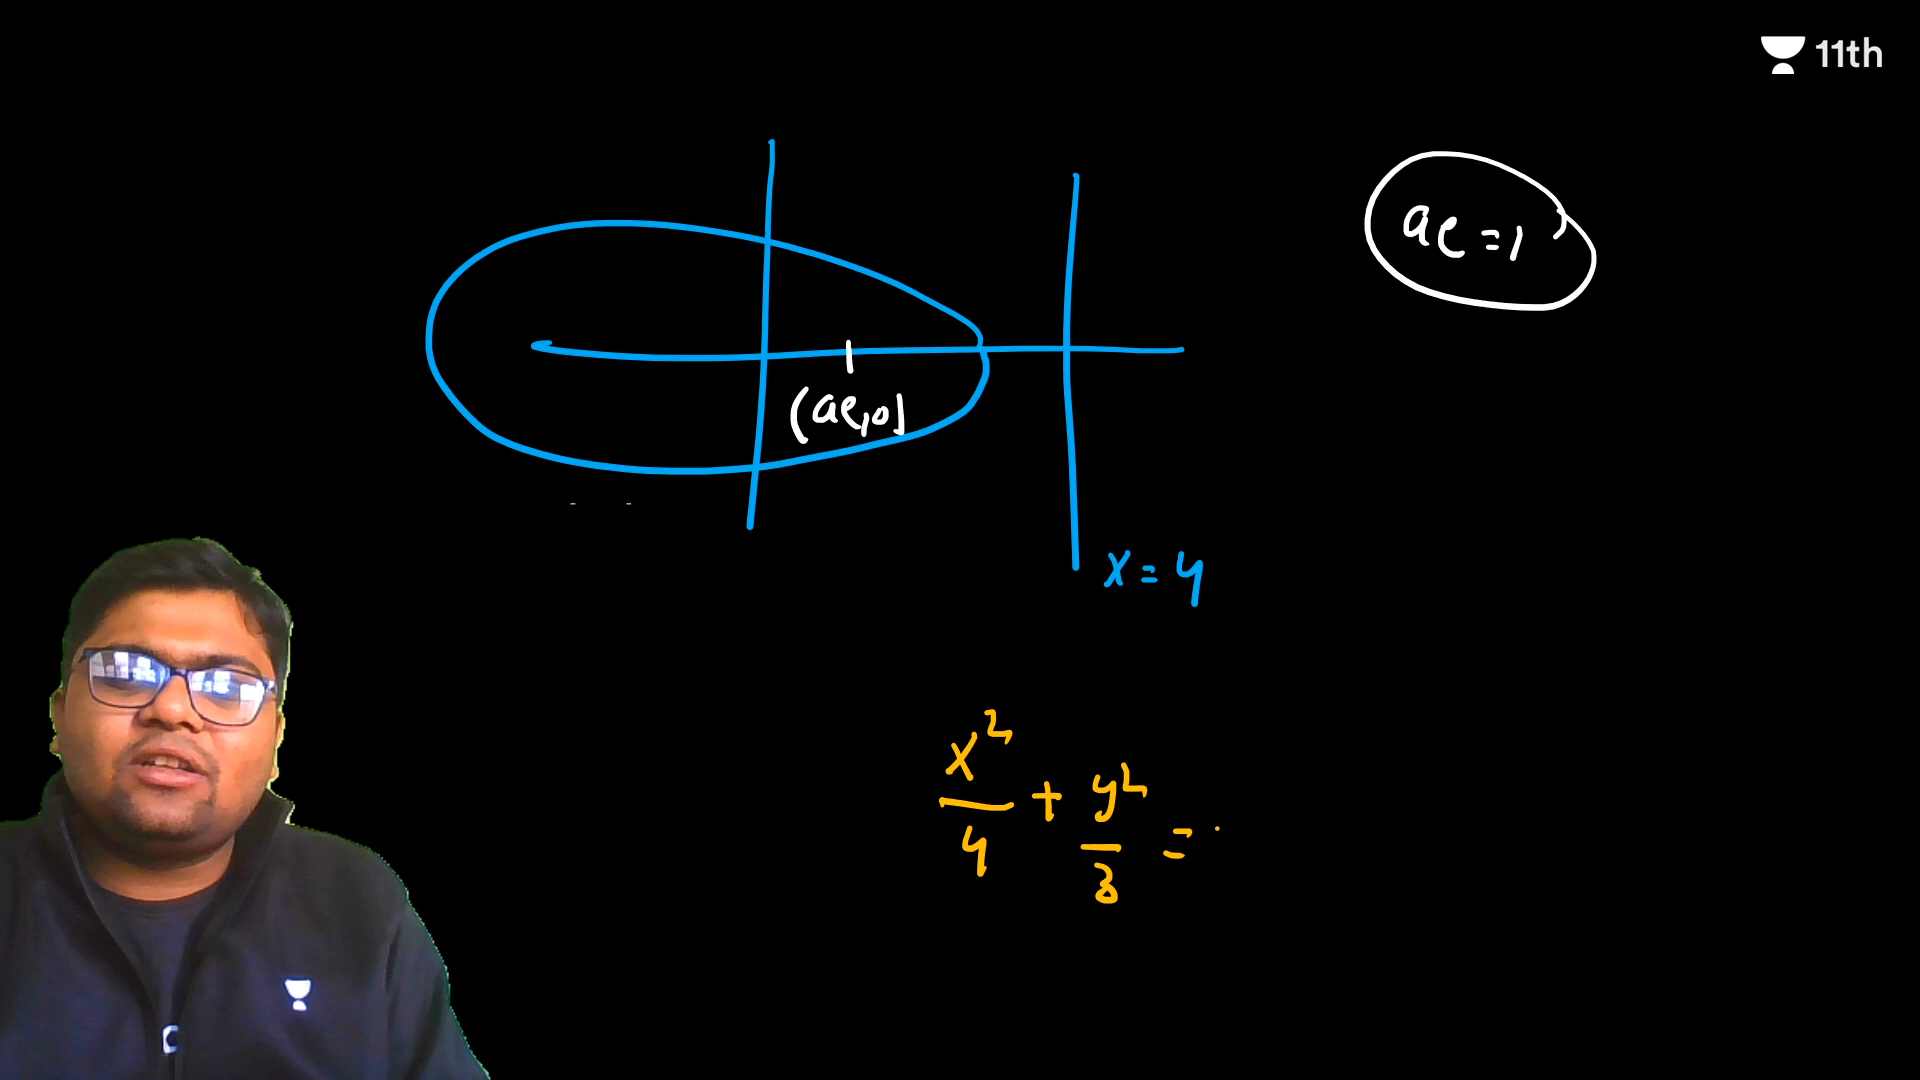 11th
ae = 1
(ae,0)
x = 4
x²/4 + y²/3 =